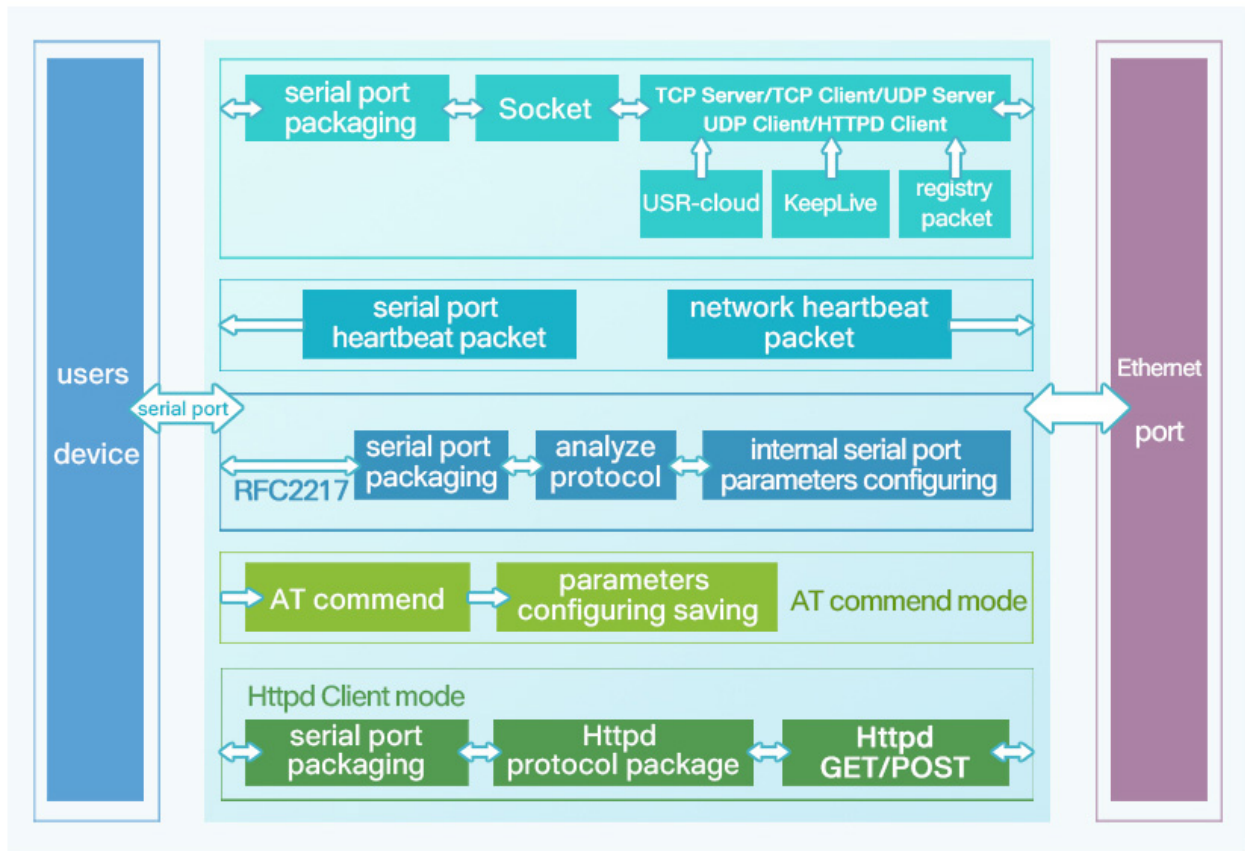 users
device
serial port
serial port
packaging
Socket
TCP Server/TCP Client/UDP Server
UDP Client/HTTPD Client
USR-cloud
KeepLive
registry
packet
serial port
heartbeat packet
network heartbeat
packet
RFC2217
serial port
packaging
analyze
protocol
internal serial port
parameters configuring
AT commend
parameters
configuring saving
AT commend mode
Httpd Client mode
serial port
packaging
Httpd
protocol package
Httpd
GET/POST
Ethernet
port